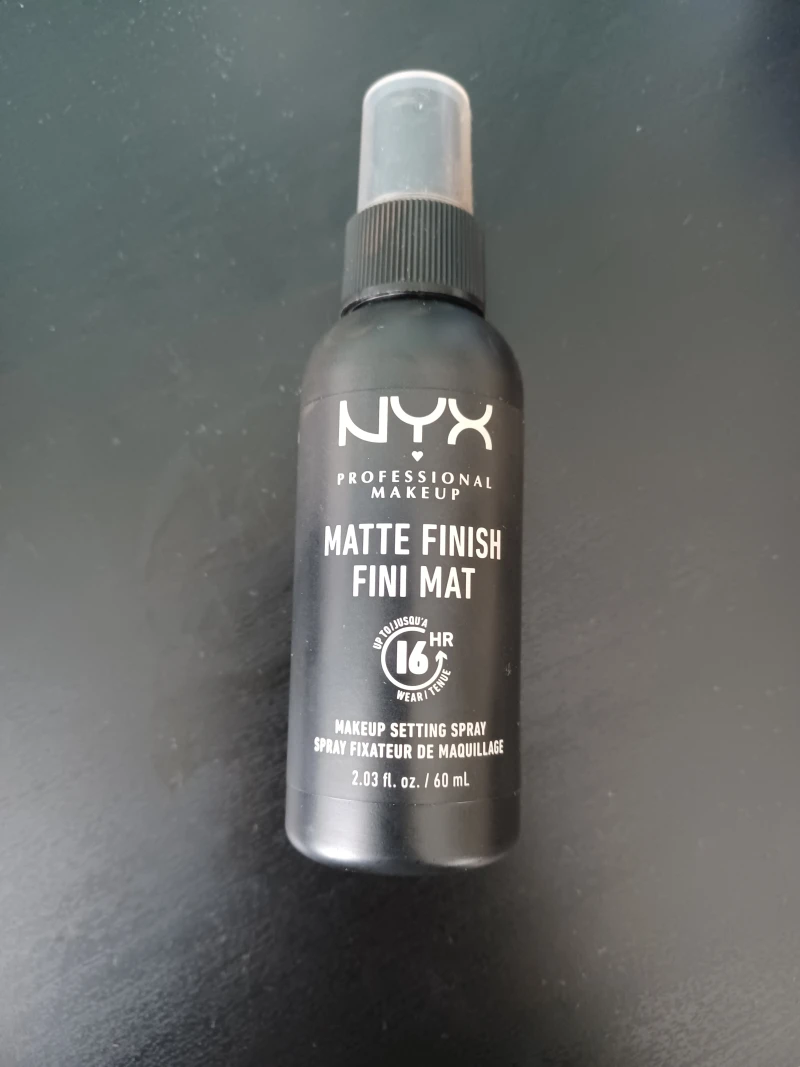 NYX
PROFESSIONAL
MAKEUP
MATTE FINISH
FINI MAT
UP TO/JUSQU'À
16 HR
WEAR/TENUE
MAKEUP SETTING SPRAY
SPRAY FIXATEUR DE MAQUILLAGE
2.03 fl. oz. / 60 mL